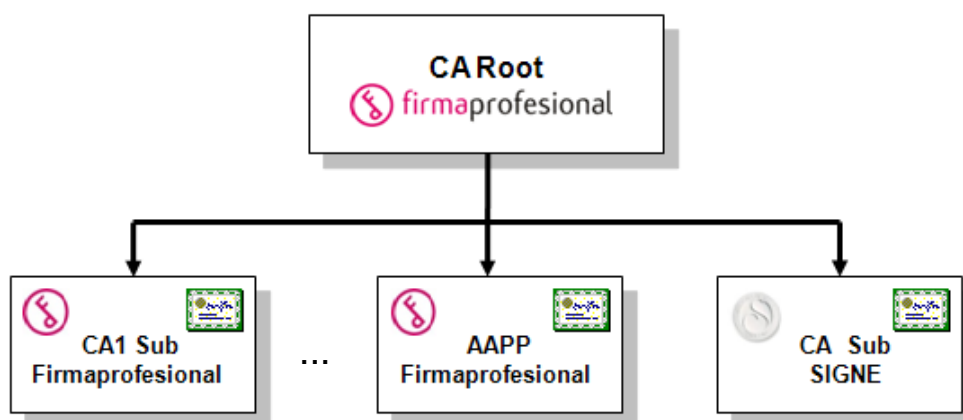 CA Root
firmaprofesional
CA1 Sub
Firmaprofesional
...
AAPP
Firmaprofesional
CA Sub
SIGNE